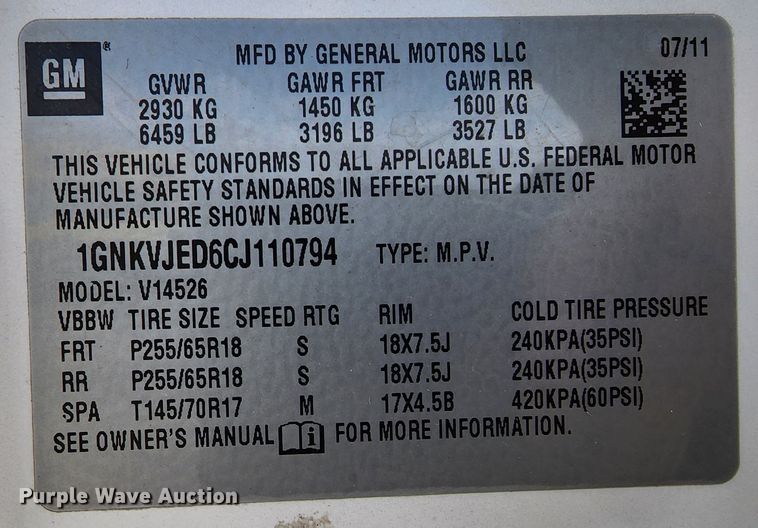 GM ®
MFD BY GENERAL MOTORS LLC 07/11
GVWR GAWR FRT GAWR RR
2930 KG 1450 KG 1600 KG
6459 LB 3196 LB 3527 LB
THIS VEHICLE CONFORMS TO ALL APPLICABLE U.S. FEDERAL MOTOR
VEHICLE SAFETY STANDARDS IN EFFECT ON THE DATE OF
MANUFACTURE SHOWN ABOVE.
1GNKVJED6CJ110794 TYPE: M.P.V.
MODEL: V14526
VBBW TIRE SIZE SPEED RTG RIM COLD TIRE PRESSURE
FRT P255/65R18 S 18X7.5J 240KPA(35PSI)
RR P255/65R18 S 18X7.5J 240KPA(35PSI)
SPA T145/70R17 M 17X4.5B 420KPA(60PSI)
SEE OWNER'S MANUAL i FOR MORE INFORMATION.
Purple Wave Auction